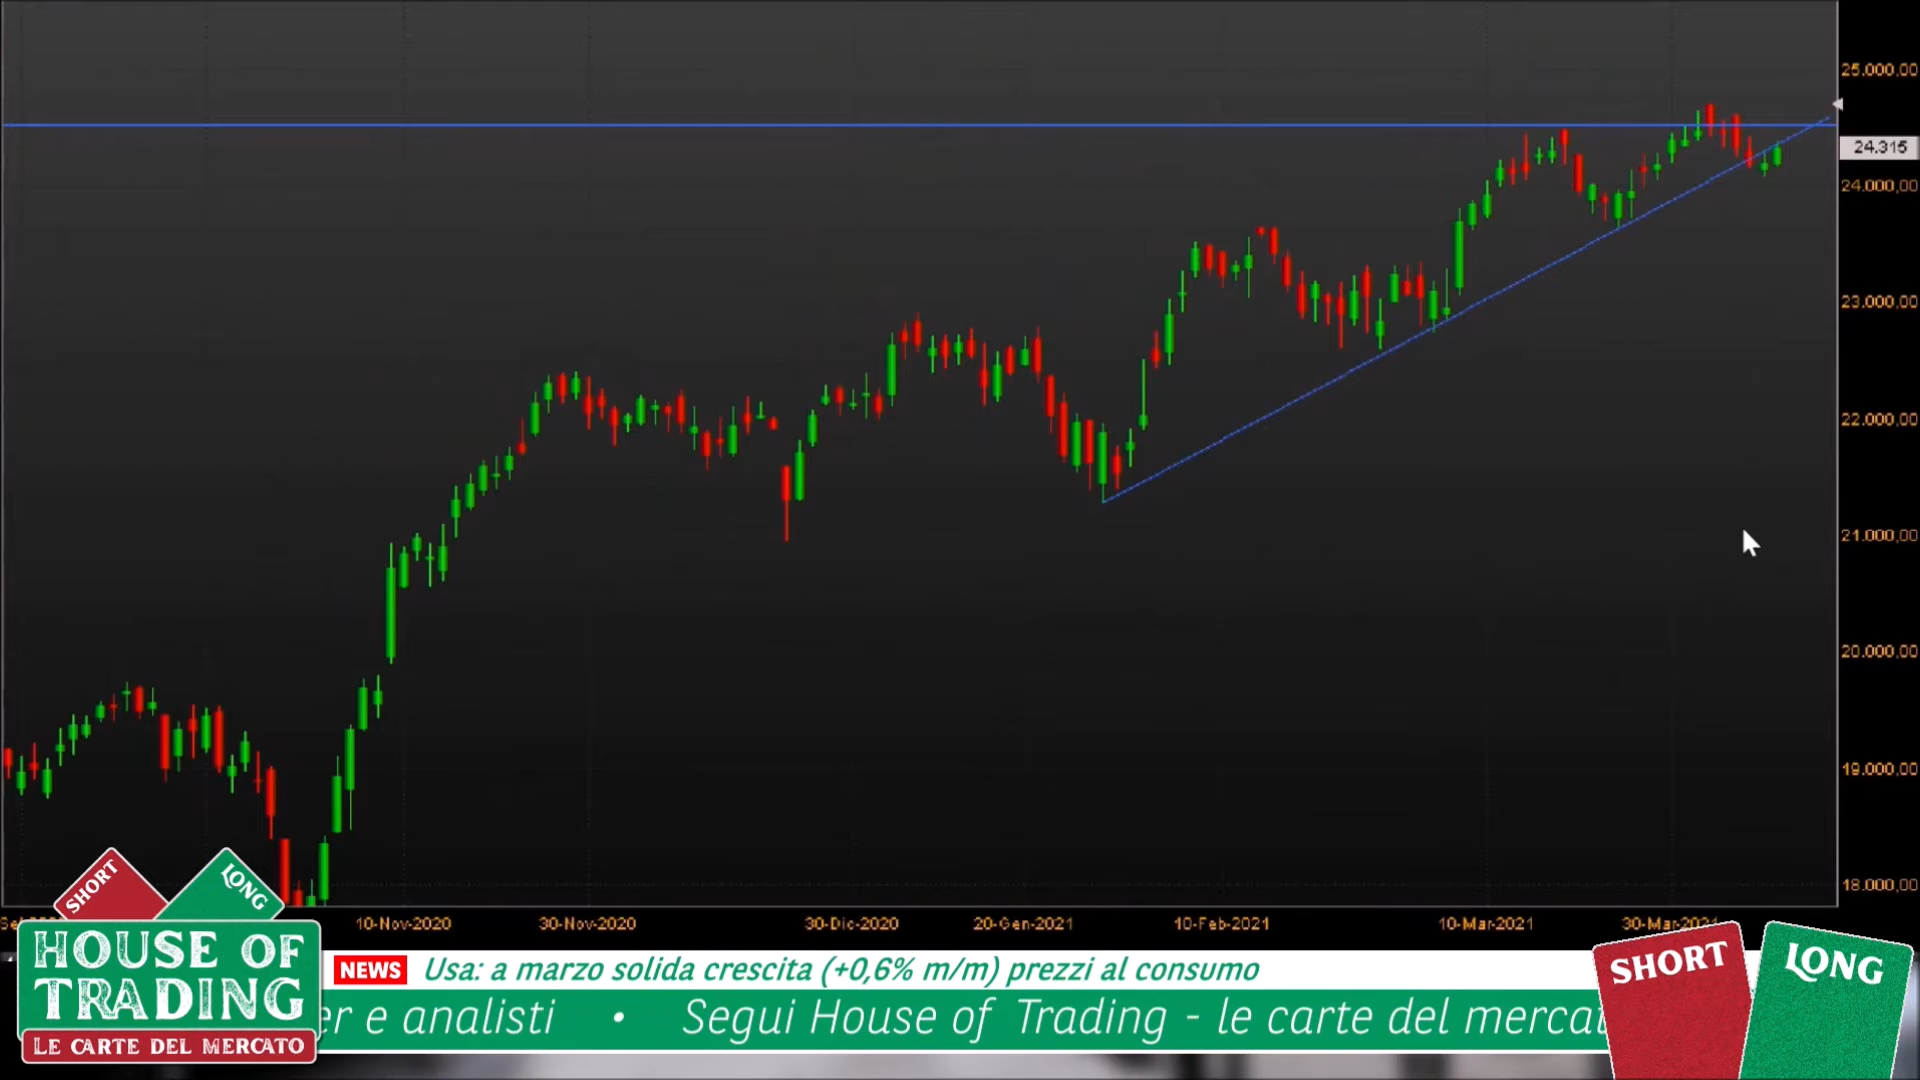 25.000,00
24.315
24.000,00
23.000,00
22.000,00
21.000,00
20.000,00
19.000,00
18.000,00
10-Nov-2020
30-Nov-2020
30-Dic-2020
20-Gen-2021
10-Feb-2021
10-Mar-2021
30-Mar-2021
SHORT
LONG
HOUSE OF
TRADING
LE CARTE DEL MERCATO
NEWS Usa: a marzo solida crescita (+0,6% m/m) prezzi al consumo
er e analisti • Segui House of Trading - le carte del merca
SHORT
LONG